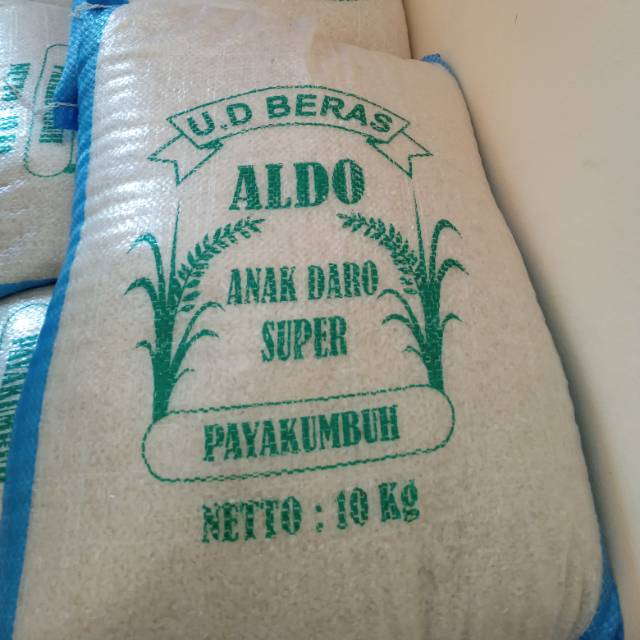 U.D BERAS
ALDO
ANAK DARO
SUPER
PAYAKUMBUH
NETTO : 10 Kg